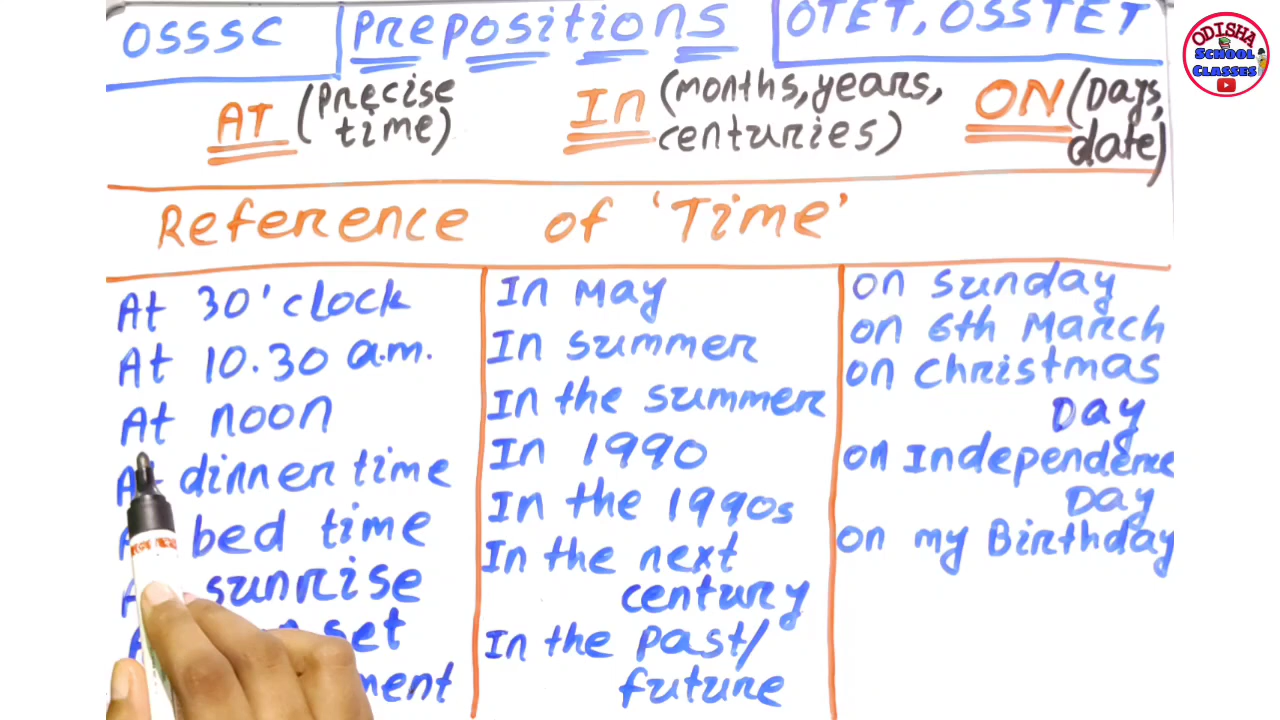 OSSSC
Prepositions
OTET, OSSTET
ODISHA
SCHOOL
CLASSES
AT (Precise
time)
In (months, years,
centuries)
ON (Days,
date)
Reference of 'Time'
At 30'clock
At 10.30 a.m.
At noon
At dinner time
bed time
sunrise
set
In May
In summer
In the summer
In 1990
In the 1990s
In the next
century
In the past/
future
on sunday
on 6th March
on christmas
Day
on Independence
Day
on my Birthday